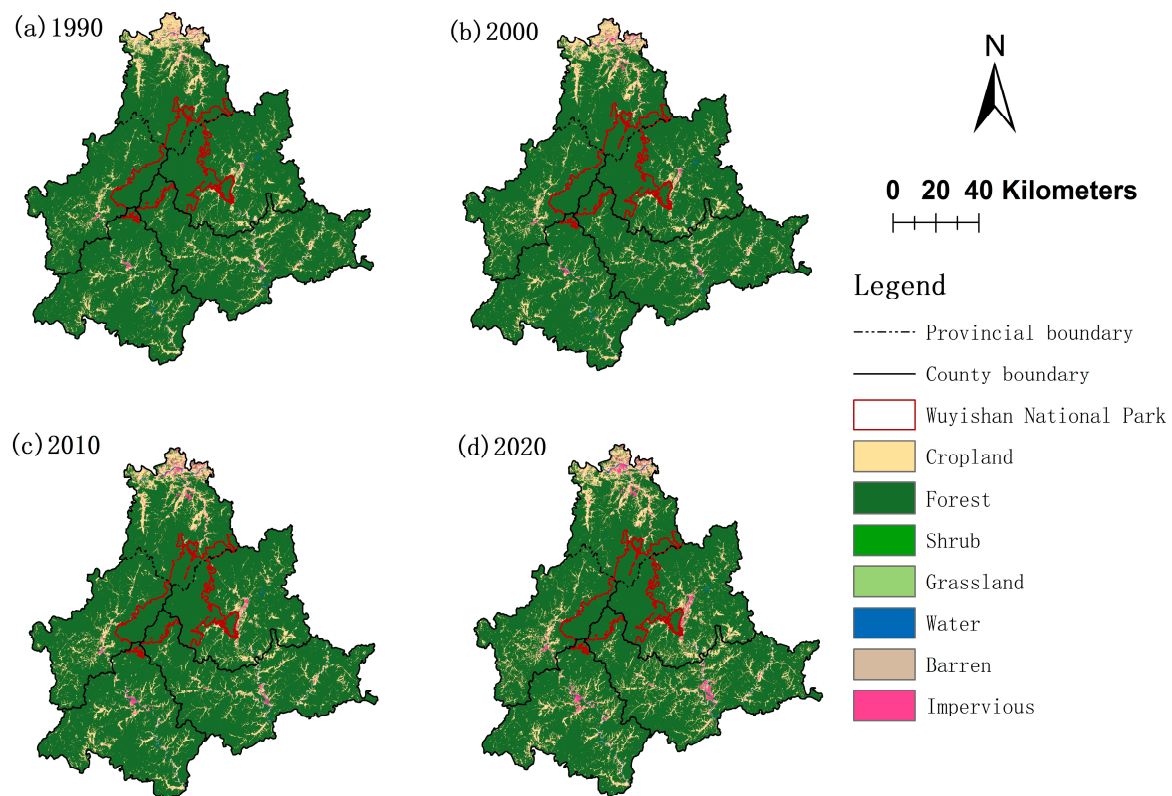 (a)1990
(b)2000
N
0 20 40 Kilometers
Legend
Provincial boundary
County boundary
Wuyishan National Park
Cropland
Forest
Shrub
Grassland
Water
Barren
Impervious
(c)2010
(d)2020